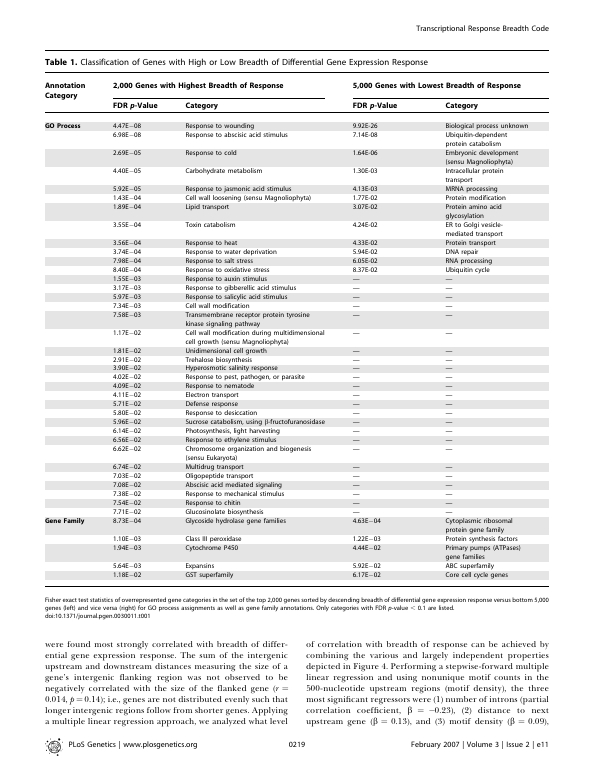 Transcriptional Response Breadth Code
Table 1. Classification of Genes with High or Low Breadth of Differential Gene Expression Response
Annotation Category 2,000 Genes with Highest Breadth of Response 5,000 Genes with Lowest Breadth of Response
FDR p-Value Category FDR p-Value Category
GO Process 4.47E−08 Response to wounding 9.92E-26 Biological process unknown
6.98E−08 Response to abscisic acid stimulus 7.14E−08 Ubiquitin-dependent
protein catabolism
2.69E−05 Response to cold 1.64E−06 Embryonic development
(sensu Magnoliophyta)
4.40E−05 Carbohydrate metabolism 1.30E−03 Intracellular protein
transport
5.92E−05 Response to jasmonic acid stimulus 4.13E−03 MRNA processing
1.43E−04 Cell wall loosening (sensu Magnoliophyta) 1.77E−02 Protein modification
1.89E−04 Lipid transport 3.07E−02 Protein amino acid
glycosylation
3.55E−04 Toxin catabolism 4.24E−02 ER to Golgi vesicle-
mediated transport
3.56E−04 Response to heat 4.33E−02 Protein transport
3.74E−04 Response to water deprivation 5.94E−02 DNA repair
7.98E−04 Response to salt stress 6.05E−02 RNA processing
8.40E−04 Response to oxidative stress 8.37E−02 Ubiquitin cycle
1.55E−03 Response to auxin stimulus — —
3.17E−03 Response to gibberellic acid stimulus — —
5.97E−03 Response to salicylic acid stimulus — —
7.34E−03 Cell wall modification — —
7.58E−03 Transmembrane receptor protein tyrosine — —
kinase signaling pathway
1.17E−02 Cell wall modification during multidimensional — —
cell growth (sensu Magnoliophyta)
1.81E−02 Unidimensional cell growth — —
2.91E−02 Trehalose biosynthesis — —
3.90E−02 Hyperosmotic salinity response — —
4.02E−02 Response to pest, pathogen, or parasite — —
4.09E−02 Response to nematode — —
4.11E−02 Electron transport — —
5.71E−02 Defense response — —
5.80E−02 Response to desiccation — —
5.96E−02 Sucrose catabolism, using β-fructofuranosidase — —
6.14E−02 Photosynthesis, light harvesting — —
6.56E−02 Response to ethylene stimulus — —
6.62E−02 Chromosome organization and biogenesis — —
(sensu Eukaryota)
6.74E−02 Multidrug transport — —
7.03E−02 Oligopeptide transport — —
7.08E−02 Abscisic acid mediated signaling — —
7.38E−02 Response to mechanical stimulus — —
7.54E−02 Response to chitin — —
7.71E−02 Glucosinolate biosynthesis — —
Gene Family 8.73E−04 Glycoside hydrolase gene families 4.63E−04 Cytoplasmic ribosomal
protein gene family
1.10E−03 Class III peroxidase 1.22E−03 Protein synthesis factors
1.94E−03 Cytochrome P450 4.44E−02 Primary pumps (ATPases)
gene families
5.64E−03 Expansins 5.92E−02 ABC superfamily
1.18E−02 GST superfamily 6.17E−02 Core cell cycle genes
Fisher exact test statistics of overrepresented gene categories in the set of the top 2,000 genes sorted by descending breadth of differential gene expression response versus bottom 5,000
genes (left) and vice versa (right) for GO process assignments as well as gene family annotations. Only categories with FDR p-value < 0.1 are listed.
doi:10.1371/journal.pgen.0030011.t001
were found most strongly correlated with breadth of differ-
ential gene expression response. The sum of the intergenic
upstream and downstream distances measuring the size of a
gene's intergenic flanking region was not observed to be
negatively correlated with the size of the flanked gene (r =
0.014, p = 0.14); i.e., genes are not distributed evenly such that
longer intergenic regions follow from shorter genes. Applying
a multiple linear regression approach, we analyzed what level
of correlation with breadth of response can be achieved by
combining the various and largely independent properties
depicted in Figure 4. Performing a stepwise-forward multiple
linear regression and using nonunique motif counts in the
500-nucleotide upstream regions (motif density), the three
most significant regressors were (1) number of introns (partial
correlation coefficient, β = −0.23), (2) distance to next
upstream gene (β = 0.13), and (3) motif density (β = 0.09),
PLoS Genetics | www.plosgenetics.org 0219 February 2007 | Volume 3 | Issue 2 | e11